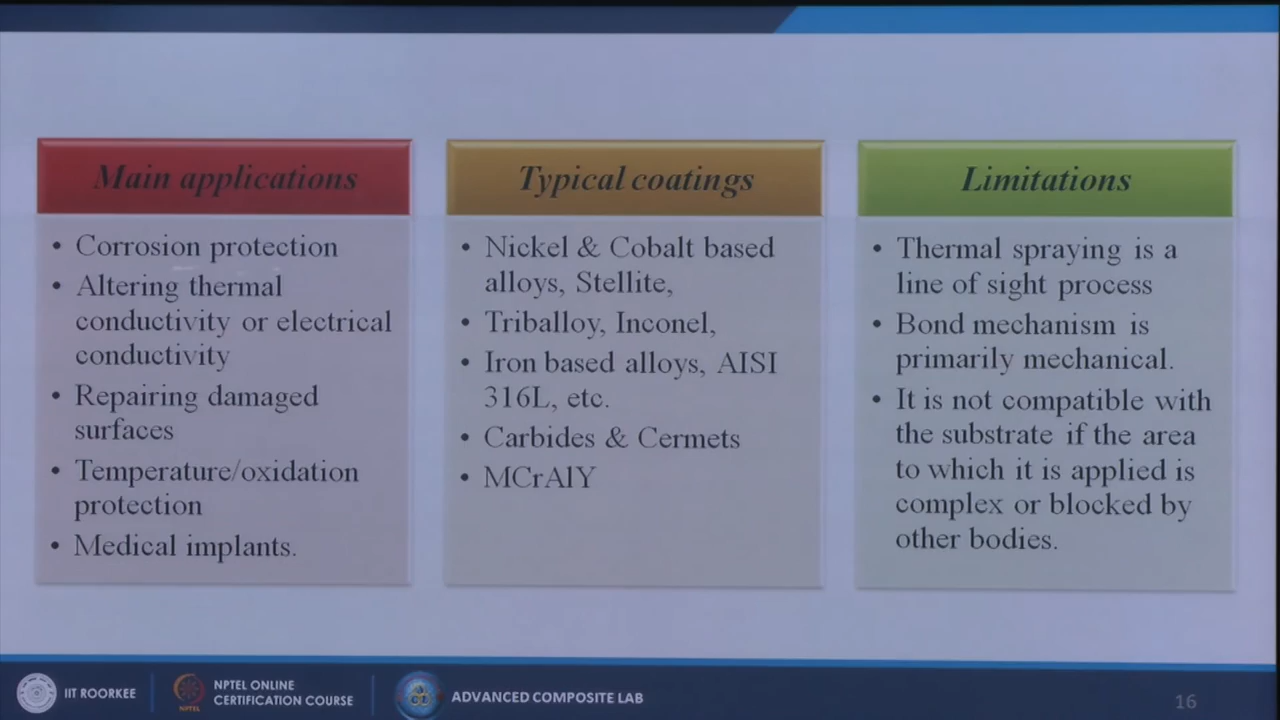 Main applications
• Corrosion protection
• Altering thermal
conductivity or electrical
conductivity
• Repairing damaged
surfaces
• Temperature/oxidation
protection
• Medical implants.
Typical coatings
• Nickel & Cobalt based
alloys, Stellite,
• Triballoy, Inconel,
• Iron based alloys, AISI
316L, etc.
• Carbides & Cermets
• MCrAlY
Limitations
• Thermal spraying is a
line of sight process
• Bond mechanism is
primarily mechanical.
• It is not compatible with
the substrate if the area
to which it is applied is
complex or blocked by
other bodies.
IIT ROORKEE
NPTEL
NPTEL ONLINE
CERTIFICATION COURSE
ADVANCED COMPOSITE LAB
16